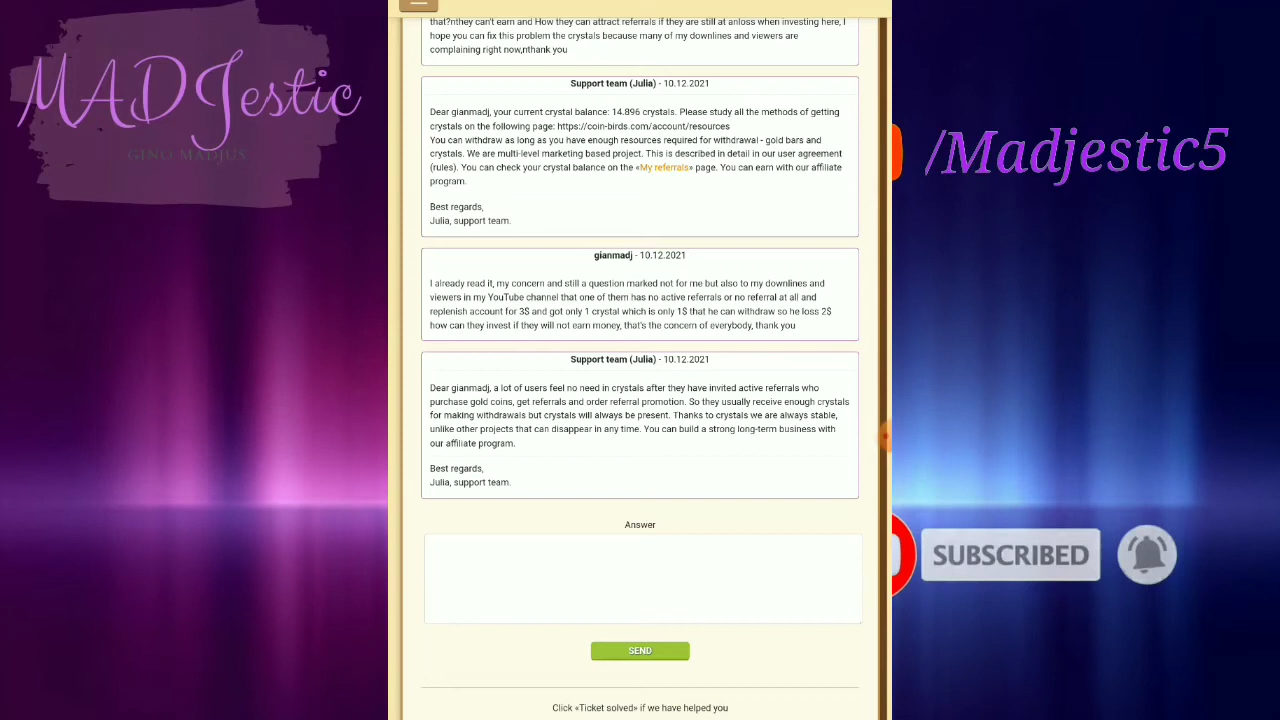 MADJestic
GINO MADJUS
that?nthey can't earn and How they can attract referrals if they are still at anloss when investing here, I
hope you can fix this problem the crystals because many of my downlines and viewers are
complaining right now,nthank you
Support team (Julia) - 10.12.2021
Dear gianmadj, your current crystal balance: 14.896 crystals. Please study all the methods of getting
crystals on the following page: https://coin-birds.com/account/resources
You can withdraw as long as you have enough resources required for withdrawal - gold bars and
crystals. We are multi-level marketing based project. This is described in detail in our user agreement
(rules). You can check your crystal balance on the «My referrals» page. You can earn with our affiliate
program.
Best regards,
Julia, support team.
gianmadj - 10.12.2021
I already read it, my concern and still a question marked not for me but also to my downlines and
viewers in my YouTube channel that one of them has no active referrals or no referral at all and
replenish account for 3$ and got only 1 crystal which is only 1$ that he can withdraw so he loss 2$
how can they invest if they will not earn money, that's the concern of everybody, thank you
Support team (Julia) - 10.12.2021
Dear gianmadj, a lot of users feel no need in crystals after they have invited active referrals who
purchase gold coins, get referrals and order referral promotion. So they usually receive enough crystals
for making withdrawals but crystals will always be present. Thanks to crystals we are always stable,
unlike other projects that can disappear in any time. You can build a strong long-term business with
our affiliate program.
Best regards,
Julia, support team.
Answer
SEND
Click «Ticket solved» if we have helped you
/Madjestic5
SUBSCRIBED